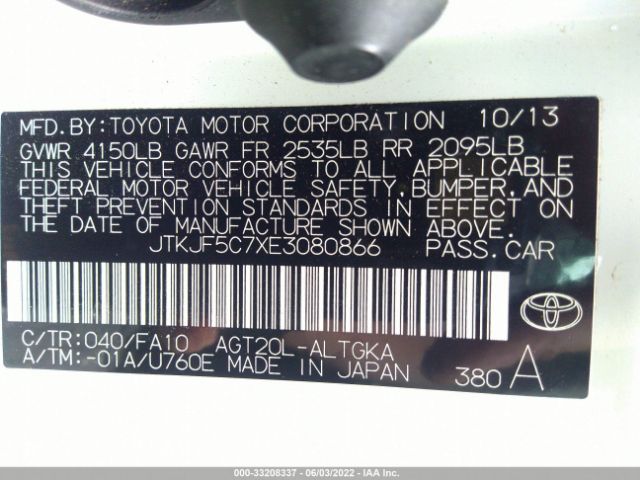 MFD.BY:TOYOTA MOTOR CORPORATION 10/13
GVWR 4150LB GAWR FR 2535LB RR 2095LB
THIS VEHICLE CONFORMS TO ALL APPLICABLE
FEDERAL MOTOR VEHICLE SAFETY,BUMPER,AND
THEFT PREVENTION STANDARDS IN EFFECT ON
THE DATE OF MANUFACTURE SHOWN ABOVE.
JTKJF5C7XE3080866 PASS.CAR
C/TR:040/FA10 AGT20L-ALTGKA
A/TM:-01A/U760E MADE IN JAPAN 380 A
000-33208337 - 06/03/2022 - IAA Inc.